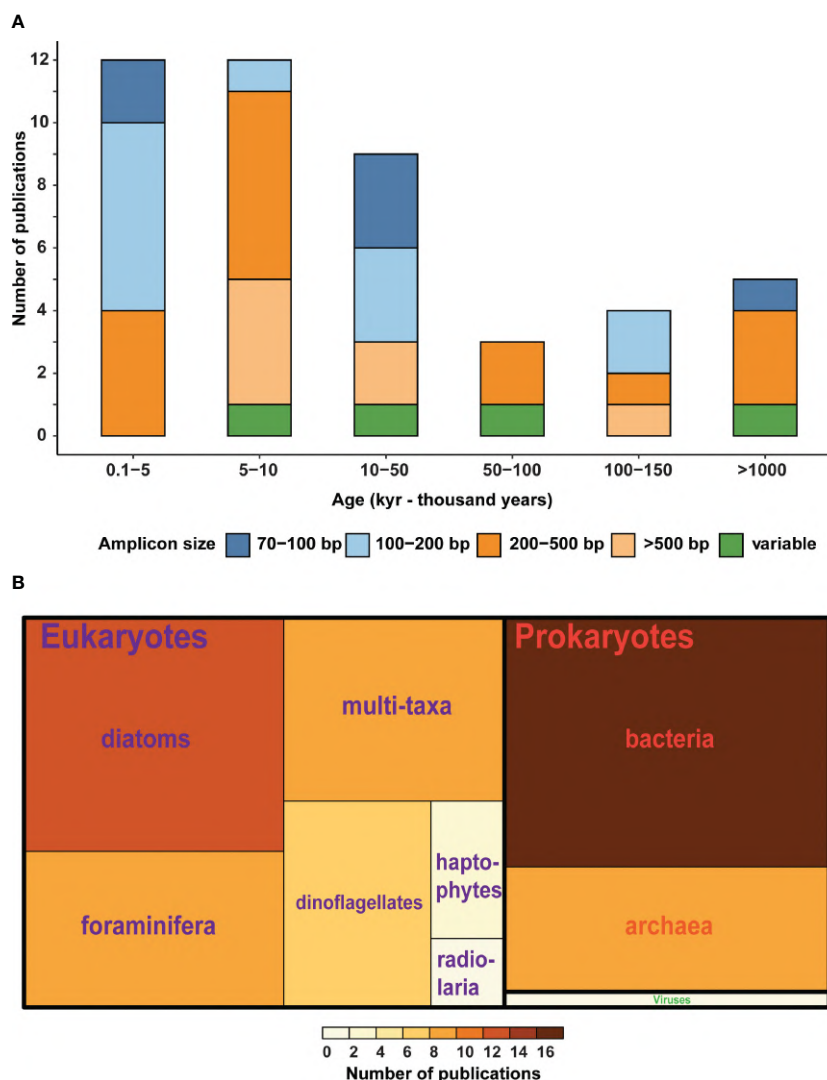 A
12
10
8
6
4
2
0
Number of publications
0.1−5 5−10 10−50 50−100 100−150 >1000
Age (kyr - thousand years)
Amplicon size 70−100 bp 100−200 bp 200−500 bp >500 bp variable
B
Eukaryotes
diatoms
foraminifera
multi-taxa
dinoflagellates
hapto-
phytes
radio-
laria
Prokaryotes
bacteria
archaea
Viruses
0 2 4 6 8 10 12 14 16
Number of publications